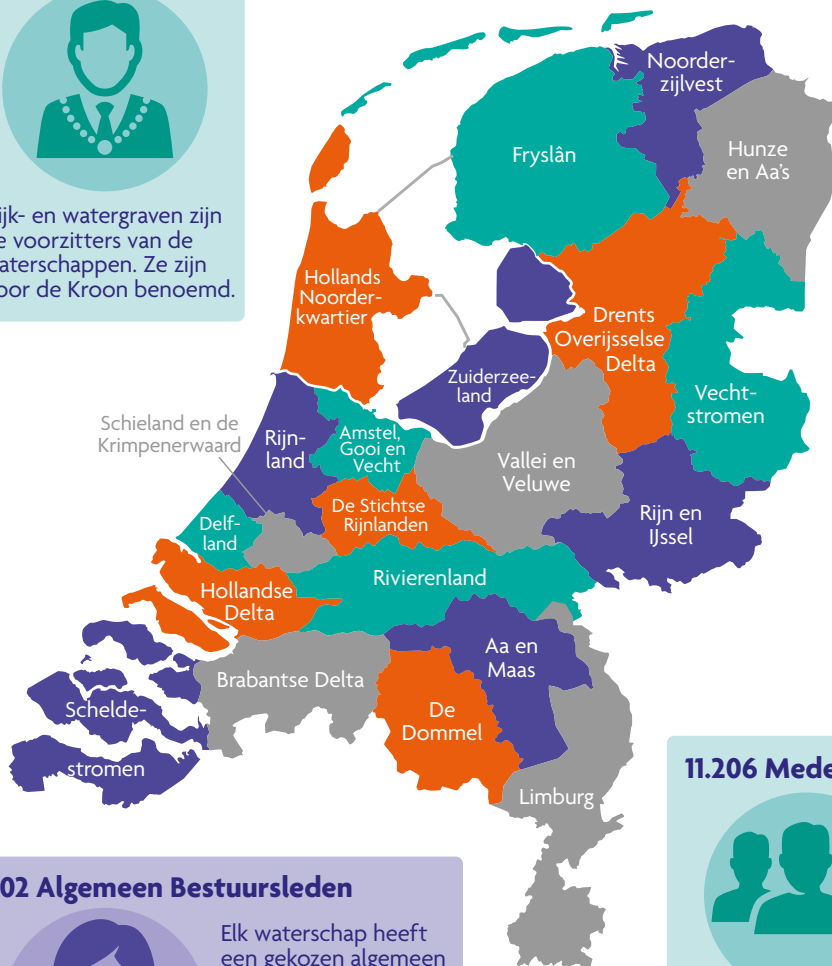 ijk- en watergraven zijn
e voorzitters van de
aterschappen. Ze zijn
oor de Kroon benoemd.
Noorder-
zijlvest
Fryslân
Hunze
en Aa's
Hollands
Noorder-
kwartier
Drents
Overijsselse
Delta
Zuiderzee-
land
Vecht-
stromen
Schieland en de
Krimpenerwaard
Rijn-
land
Amstel,
Gooi en
Vecht
Vallei en
Veluwe
De Stichtse
Rijnlanden
Rijn en
IJssel
Delf-
land
Rivierenland
Hollandse
Delta
Aa en
Maas
Brabantse Delta
Schelde-
stromen
De
Dommel
Limburg
11.206 Mede
02 Algemeen Bestuursleden
Elk waterschap heeft
een gekozen algemeen